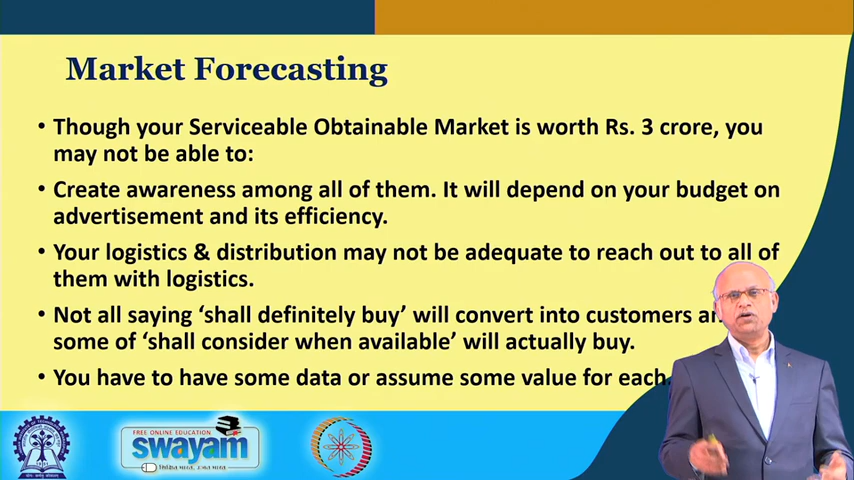 Market Forecasting
• Though your Serviceable Obtainable Market is worth Rs. 3 crore, you
may not be able to:
• Create awareness among all of them. It will depend on your budget on
advertisement and its efficiency.
• Your logistics & distribution may not be adequate to reach out to all of
them with logistics.
• Not all saying ‘shall definitely buy’ will convert into customers
some of ‘shall consider when available’ will actually buy.
• You have to have some data or assume some value for each.
FREE ONLINE EDUCATION
swayam